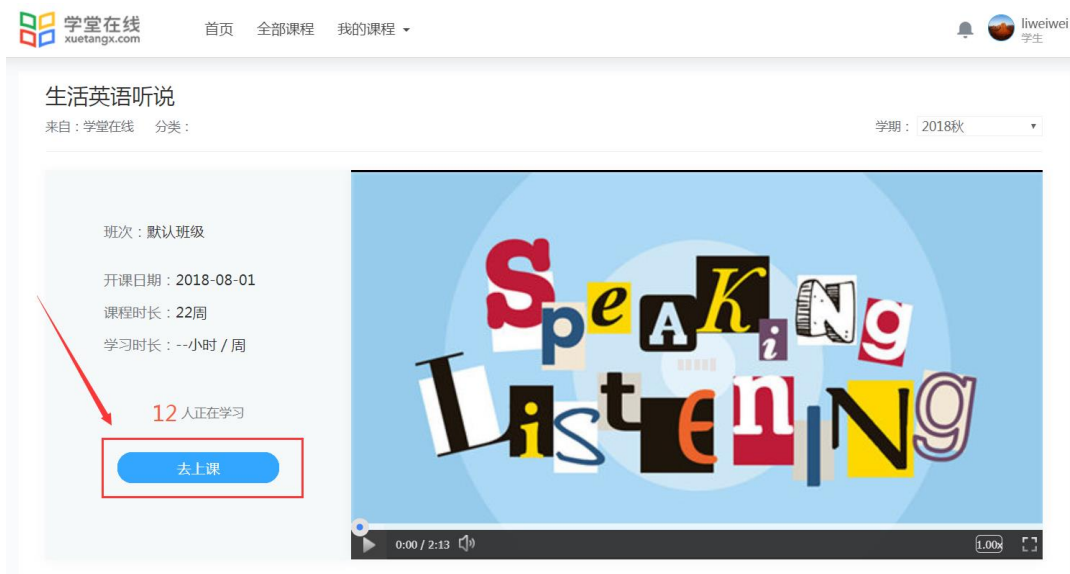 学堂在线
xuetangx.com
首页 全部课程 我的课程
liweiwei
学生
生活英语听说
来自：学堂在线 分类：
学期： 2018秋
班次：默认班级
开课日期：2018-08-01
课程时长：22周
学习时长：--小时 / 周
12 人正在学习
去上课
SpeaKiNg
ListEnINg
0:00 / 2:13
1.00x